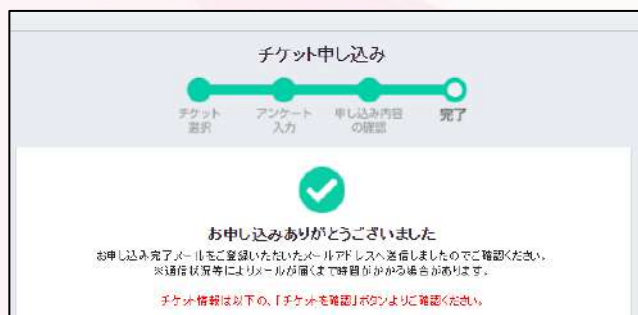 チケット申し込み
チケット
選択
アンケート
入力
申し込み内容
の確認
完了
お申し込みありがとうございました
お申し込み完了メールをご登録いただいたメールアドレスへ送信しましたのでご確認ください。
※通信状況等によりメールが届くまで時間がかかる場合があります。
チケット情報は以下の、「チケットを確認」ボタンよりご確認ください。